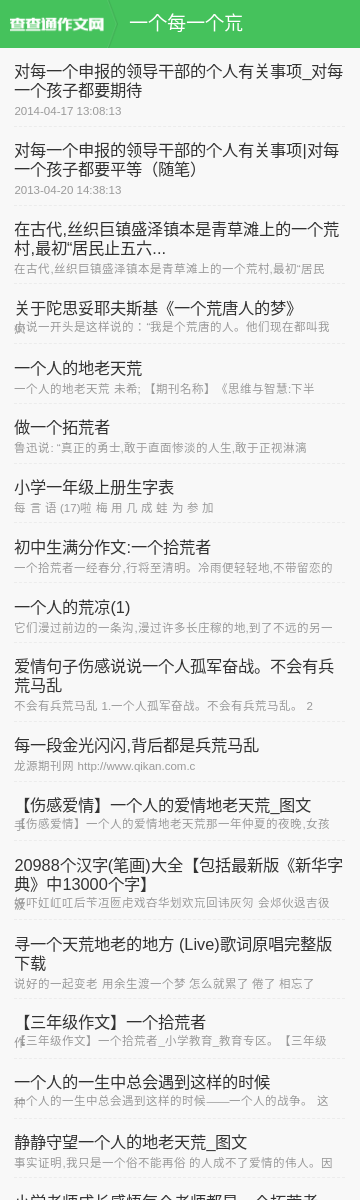 查查通作文网
一个每一个巟
对每一个申报的领导干部的个人有关事项_对每
一个孩子都要期待
2014-04-17 13:08:13
对每一个申报的领导干部的个人有关事项|对每
一个孩子都要平等（随笔）
2013-04-20 14:38:13
在古代,丝织巨镇盛泽镇本是青草滩上的一个荒
村,最初“居民止五六...
在古代,丝织巨镇盛泽镇本是青草滩上的一个荒村,最初“居民
关于陀思妥耶夫斯基《一个荒唐人的梦》
小说一开头是这样说的：“我是个荒唐的人。他们现在都叫我
一个人的地老天荒
一个人的地老天荒 未希; 【期刊名称】《思维与智慧:下半
做一个拓荒者
鲁迅说: “真正的勇士,敢于直面惨淡的人生,敢于正视淋漓
小学一年级上册生字表
每 言 语 (17)啦 梅 用 几 成 蛙 为 参 加
初中生满分作文:一个拾荒者
一个拾荒者一经春分,行将至清明。冷雨便轻轻地,不带留恋的
一个人的荒凉(1)
它们漫过前边的一条沟,漫过许多长庄稼的地,到了不远的另一
爱情句子伤感说说一个人孤军奋战。不会有兵
荒马乱
不会有兵荒马乱 1.一个人孤军奋战。不会有兵荒马乱。 2
每一段金光闪闪,背后都是兵荒马乱
龙源期刊网 http://www.qikan.com.c
【伤感爱情】一个人的爱情地老天荒_图文
【伤感爱情】一个人的爱情地老天荒那一年仲夏的夜晚,女孩
20988个汉字(笔画)大全【包括最新版《新华字
典》中13000个字】
寻一个天荒地老的地方 (Live)歌词原唱完整版
下载
说好的一起变老 用余生渡一个梦 怎么就累了 倦了 相忘了
【三年级作文】一个拾荒者
【三年级作文】一个拾荒者_小学教育_教育专区。【三年级
一个人的一生中总会遇到这样的时候
一个人的一生中总会遇到这样的时候——一个人的战争。 这
静静守望一个人的地老天荒_图文
事实证明,我只是一个俗不能再俗 的人成不了爱情的伟人。因